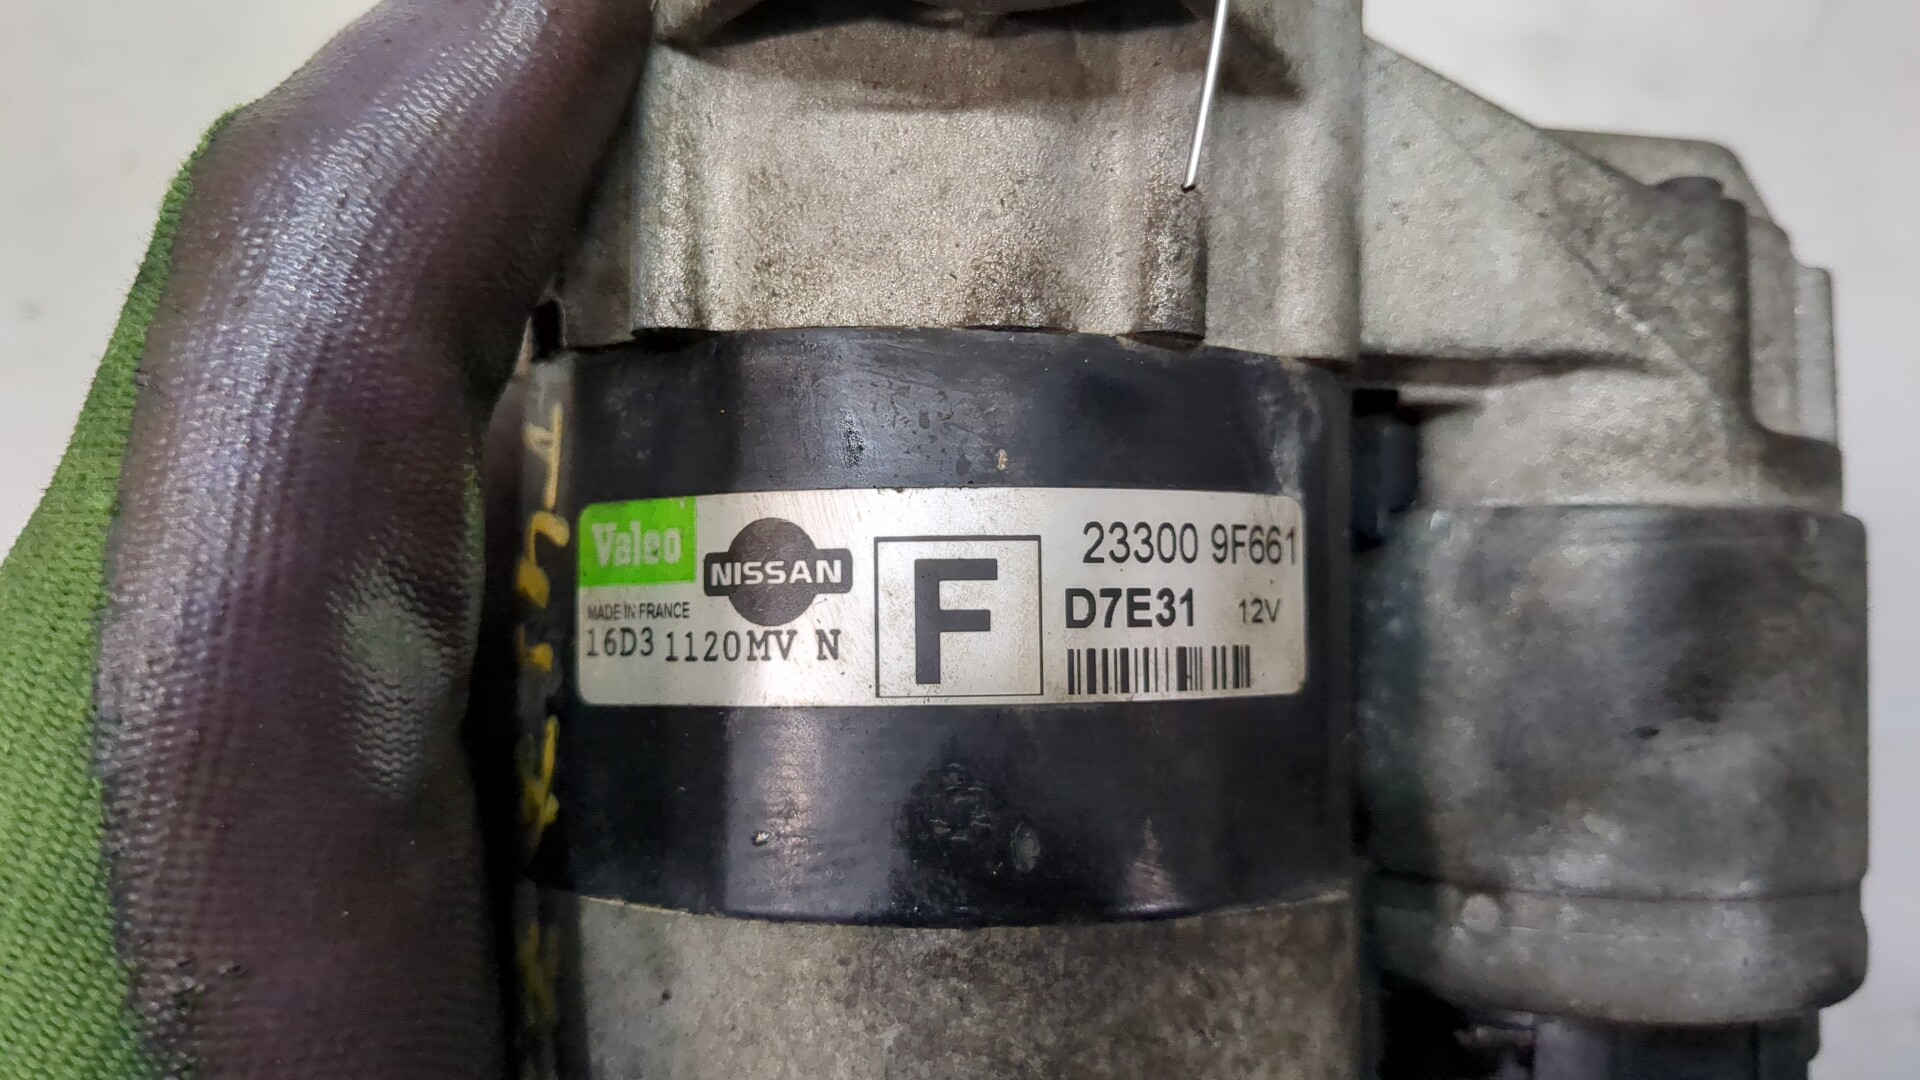 Valeo
NISSAN
MADE IN FRANCE
16D3 1120MV N
F
23300 9F661
D7E31 12V